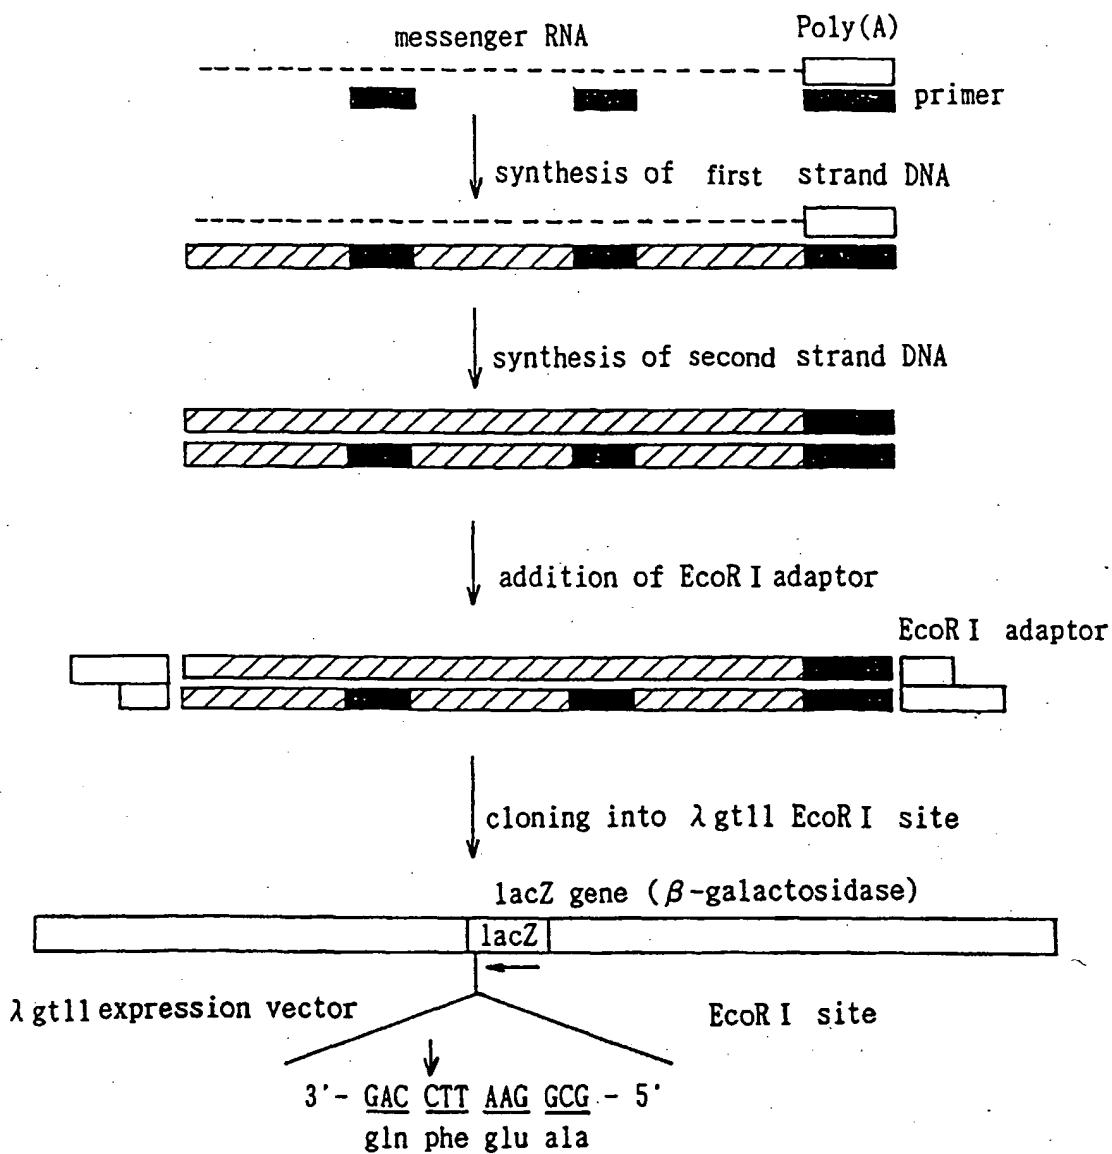 messenger RNA
Poly(A)
primer
synthesis of first strand DNA
synthesis of second strand DNA
addition of EcoR I adaptor
EcoR I adaptor
cloning into λgt11 EcoR I site
lacZ gene (β-galactosidase)
lacZ
λgt11 expression vector
EcoR I site
3'- GAC CTT AAG GCG - 5'
gln phe glu ala